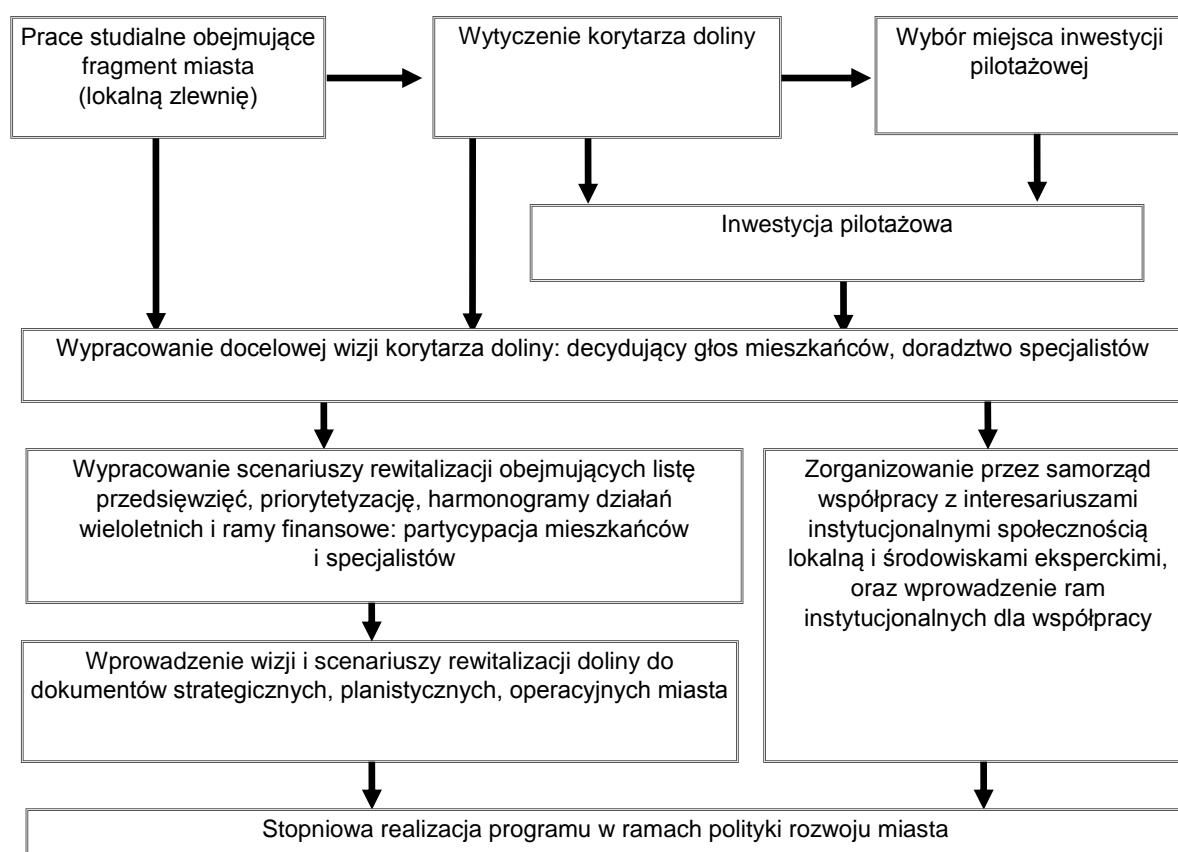 Prace studialne obejmujące
fragment miasta
(lokalną zlewnię)
Wytyczenie korytarza doliny
Wybór miejsca inwestycji
pilotażowej
Inwestycja pilotażowa
Wypracowanie docelowej wizji korytarza doliny: decydujący głos mieszkańców, doradztwo specjalistów
Wypracowanie scenariuszy rewitalizacji obejmujących listę
przedsięwzięć, priorytetyzację, harmonogramy działań
wieloletnich i ramy finansowe: partycypacja mieszkańców
i specjalistów
Zorganizowanie przez samorząd
współpracy z interesariuszami
instytucjonalnymi społecznością
lokalną i środowiskami eksperckimi,
oraz wprowadzenie ram
instytucjonalnych dla współpracy
Wprowadzenie wizji i scenariuszy rewitalizacji doliny do
dokumentów strategicznych, planistycznych, operacyjnych miasta
Stopniowa realizacja programu w ramach polityki rozwoju miasta